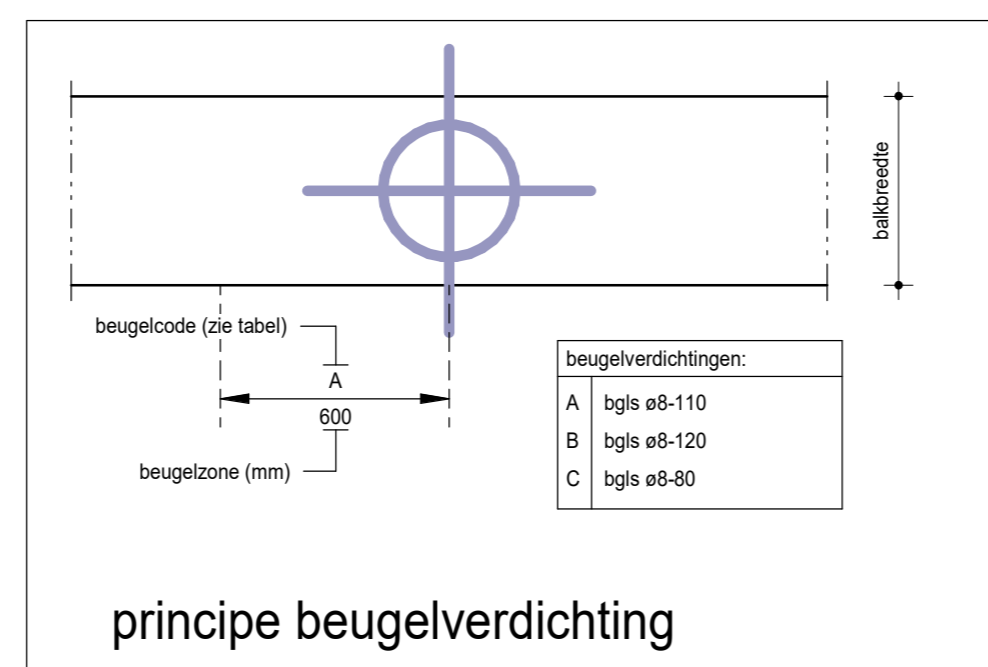 balkbreedte
beugelcode (zie tabel)
A
600
beugelzone (mm)
beugelverdichtingen:
A bgls ø8-110
B bgls ø8-120
C bgls ø8-80
principe beugelverdichting